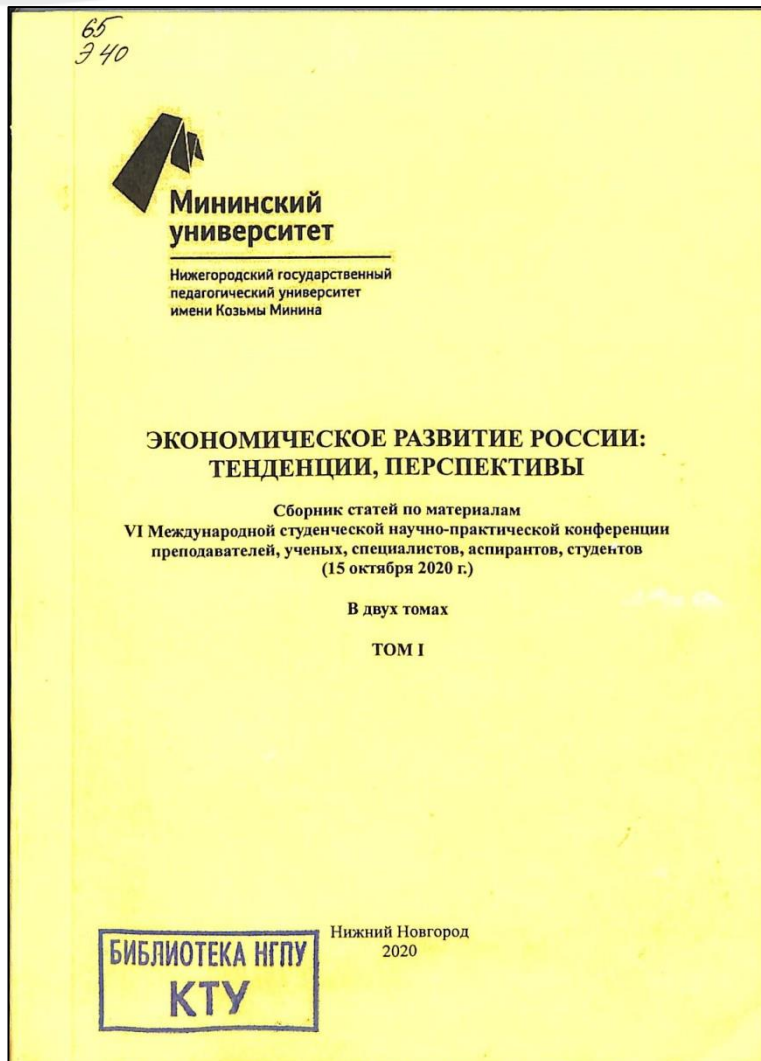 65
Э 40
Мининский
университет
Нижегородский государственный
педагогический университет
имени Козьмы Минина
ЭКОНОМИЧЕСКОЕ РАЗВИТИЕ РОССИИ:
ТЕНДЕНЦИИ, ПЕРСПЕКТИВЫ
Сборник статей по материалам
VI Международной студенческой научно-практической конференции
преподавателей, ученых, специалистов, аспирантов, студентов
(15 октября 2020 г.)
В двух томах
ТОМ I
Нижний Новгород
2020
БИБЛИОТЕКА НГПУ
КТУ